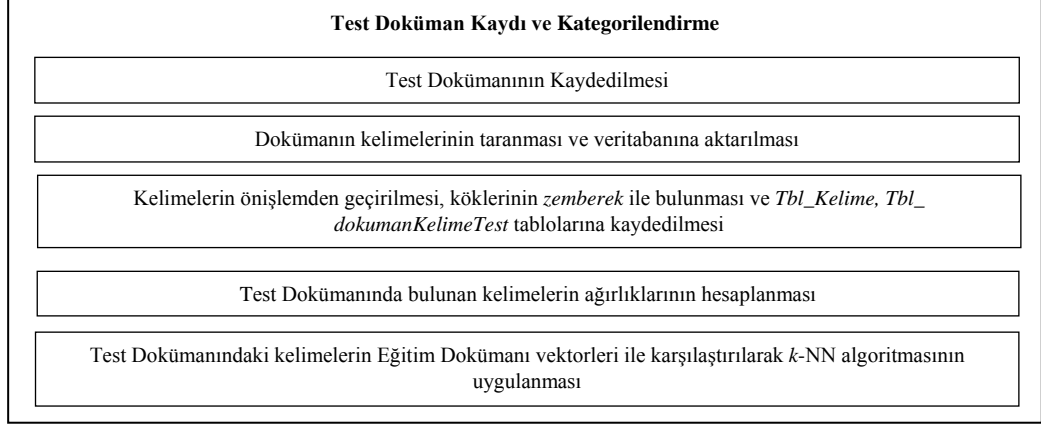 Test Doküman Kaydı ve Kategorilendirme
Test Dokümanının Kaydedilmesi
Dokümanın kelimelerinin taranması ve veritabanına aktarılması
Kelimelerin önişlemden geçirilmesi, köklerinin zemberek ile bulunması ve Tbl_Kelime, Tbl_
dokumanKelimeTest tablolarına kaydedilmesi
Test Dokümanında bulunan kelimelerin ağırlıklarının hesaplanması
Test Dokümanındaki kelimelerin Eğitim Dokümanı vektorleri ile karşılaştırılarak k-NN algoritmasının
uygulanması